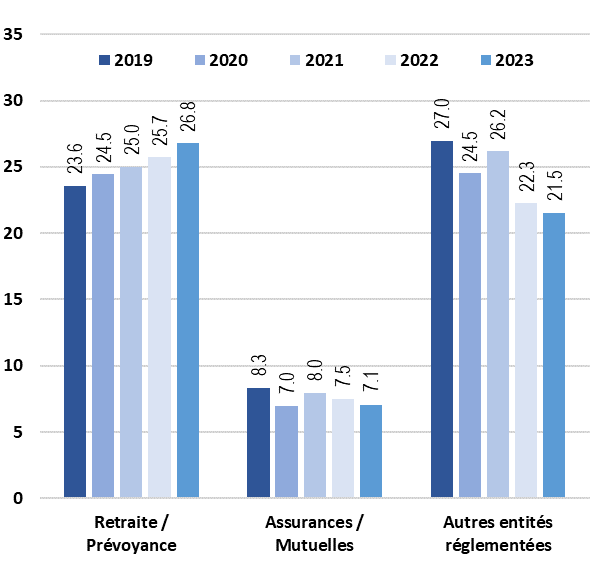 35
2019 2020 2021 2022 2023
30
25
20
15
10
5
0
23.6 24.5 25.0 25.7 26.8
8.3 7.0 8.0 7.5 7.1
27.0 24.5 26.2 22.3 21.5
Retraite /
Prévoyance
Assurances /
Mutuelles
Autres entités
réglementées